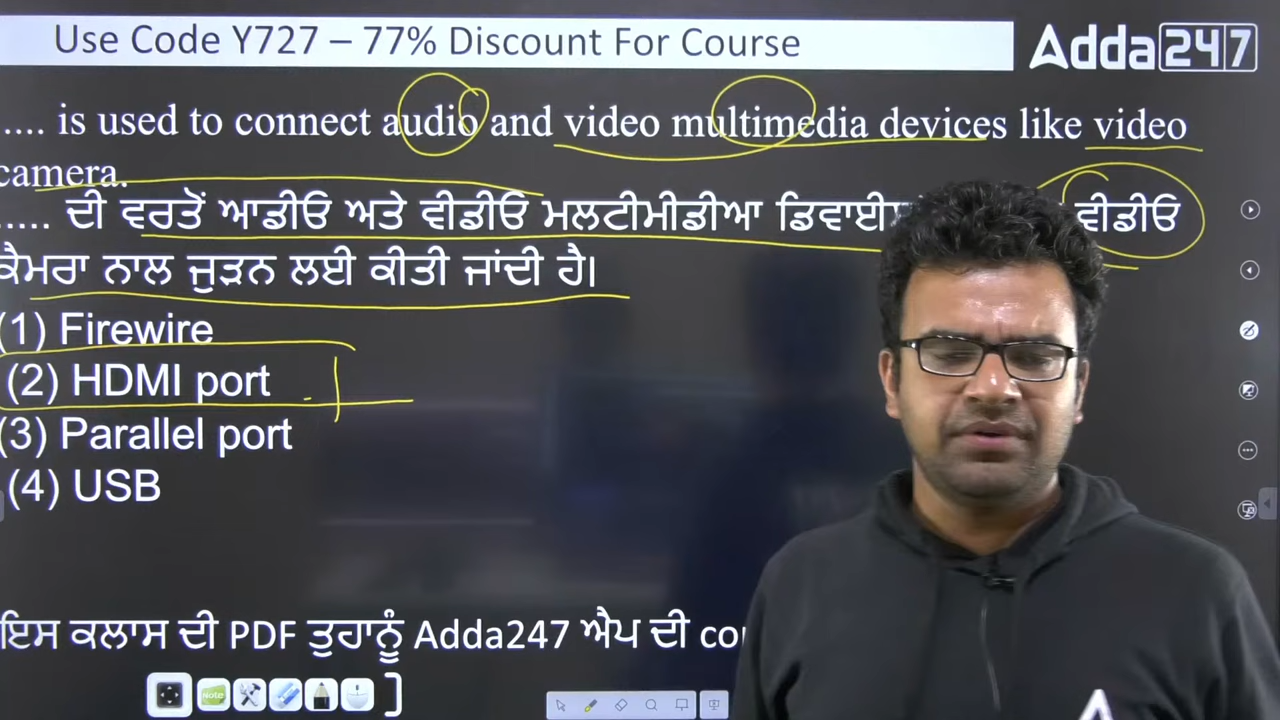 Use Code Y727 – 77% Discount For Course
Adda247
.... is used to connect audio and video multimedia devices like video
camera.
..... ਦੀ ਵਰਤੋਂ ਆਡੀਓ ਅਤੇ ਵੀਡੀਓ ਮਲਟੀਮੀਡੀਆ ਵੀਡੀਓ
ਕੈਮਰਾ ਨਾਲ ਜੁੜਨ ਲਈ ਕੀਤੀ ਜਾਂਦੀ ਹੈ।
(1) Firewire
(2) HDMI port
(3) Parallel port
(4) USB
ਇਸ ਕਲਾਸ ਦੀ PDF ਤੁਹਾਨੂੰ Adda247 ਐਪ ਦੀ
Note